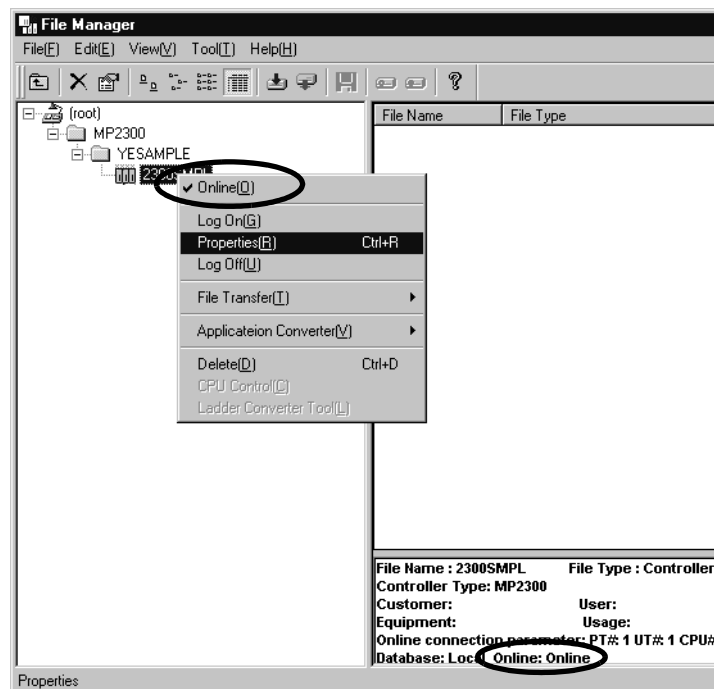 File Manager
File(F) Edit(E) View(V) Tool(T) Help(H)
(root)
MP2300
YESAMPLE
2300SMPL
File Name File Type
Online(O)
Log On(G)
Properties(R) Ctrl+R
Log Off(U)
File Transfer(T)
Applicateion Converter(V)
Delete(D) Ctrl+D
CPU Control(C)
Ladder Converter Tool(L)
File Name : 2300SMPL File Type : Controller
Controller Type: MP2300
Customer: User:
Equipment: Usage:
Online connection parameter: PT#: 1 UT#: 1 CPU#
Database: Local Online: Online
Properties